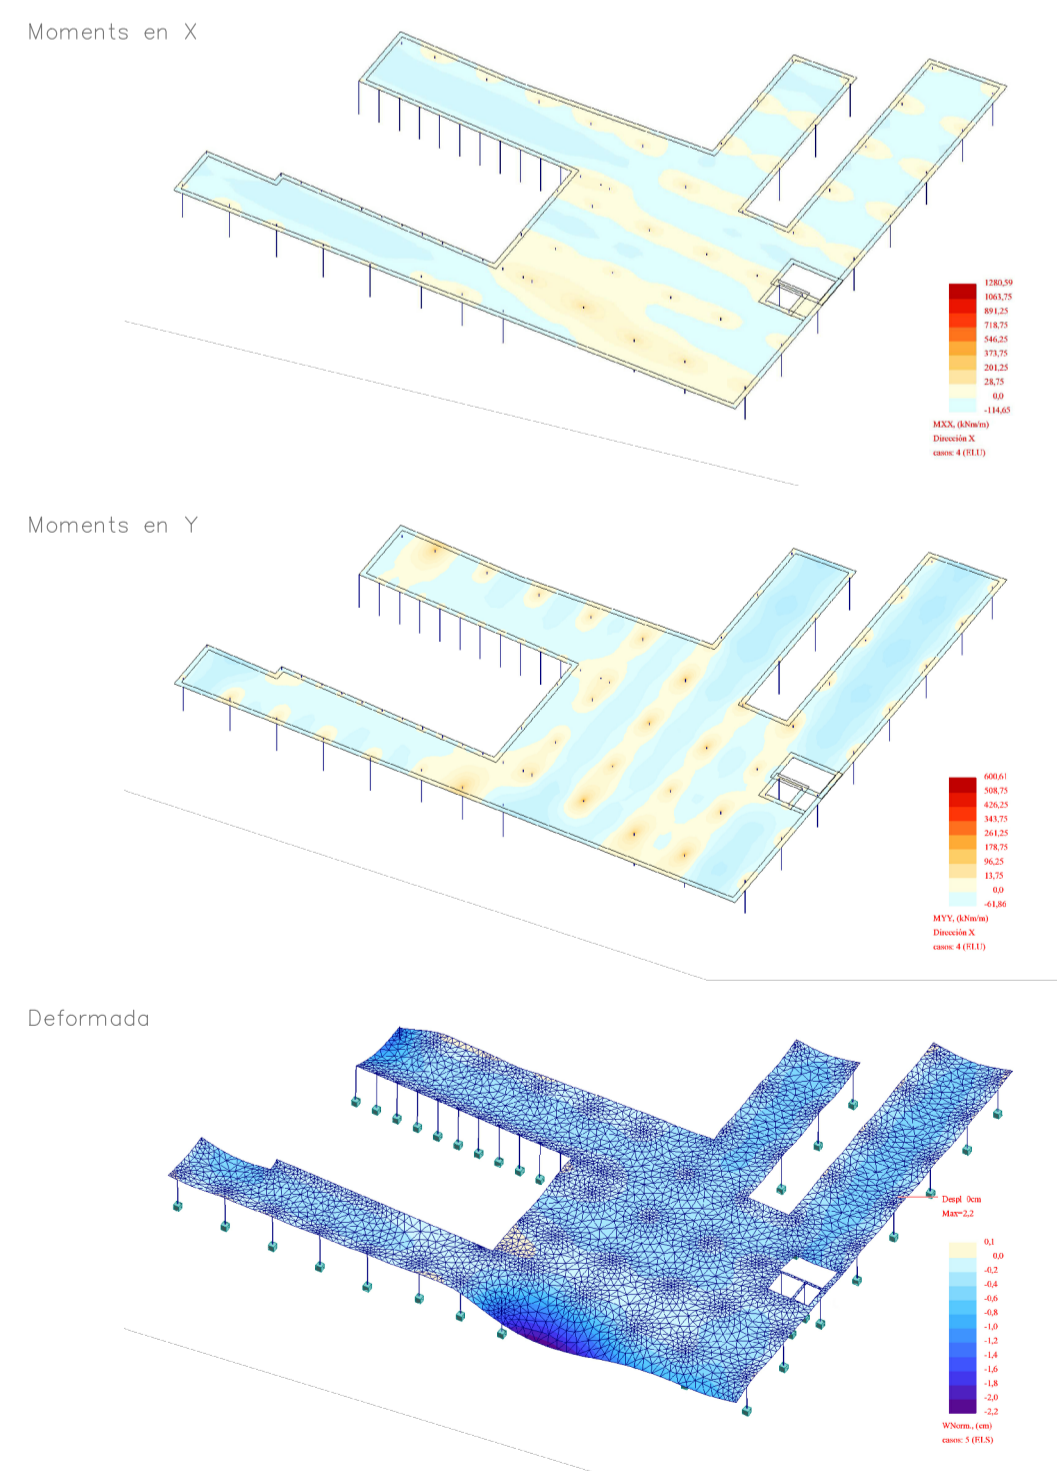 Moments en X
1280,59
1063,75
891,25
718,75
546,25
373,75
201,25
28,75
0,0
-114,65
MXX, (kNm/m)
Dirección X
casos: 4 (ELU)
Moments en Y
600,61
508,75
426,25
343,75
261,25
178,75
96,25
13,75
0,0
-61,86
MYY, (kNm/m)
Dirección X
casos: 4 (ELU)
Deformada
Despl 0cm
Max=2,2
0,1
0,0
-0,2
-0,4
-0,6
-0,8
-1,0
-1,2
-1,4
-1,6
-1,8
-2,0
-2,2
WNorm., (cm)
casos: 5 (ELS)